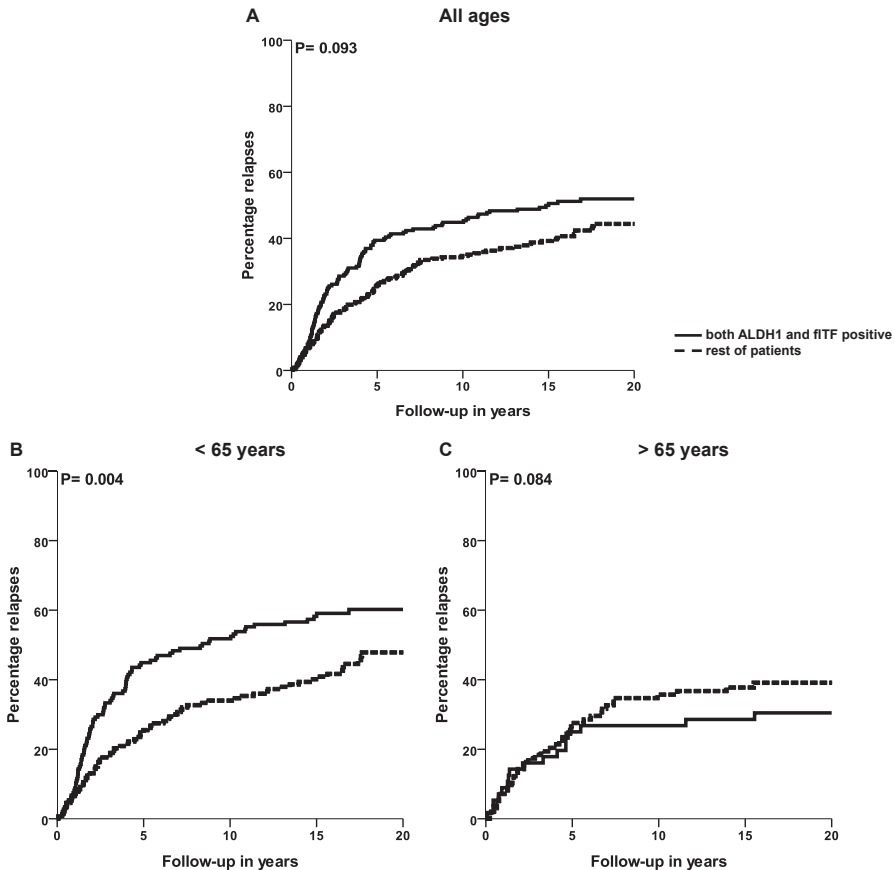 A All ages
P= 0.093
100
80
60
40
20
0
Percentage relapses
0 5 10 15 20
Follow-up in years
both ALDH1 and flTF positive
rest of patients
B < 65 years
P= 0.004
100
80
60
40
20
0
Percentage relapses
0 5 10 15 20
Follow-up in years
C > 65 years
P= 0.084
100
80
60
40
20
0
Percentage relapses
0 5 10 15 20
Follow-up in years